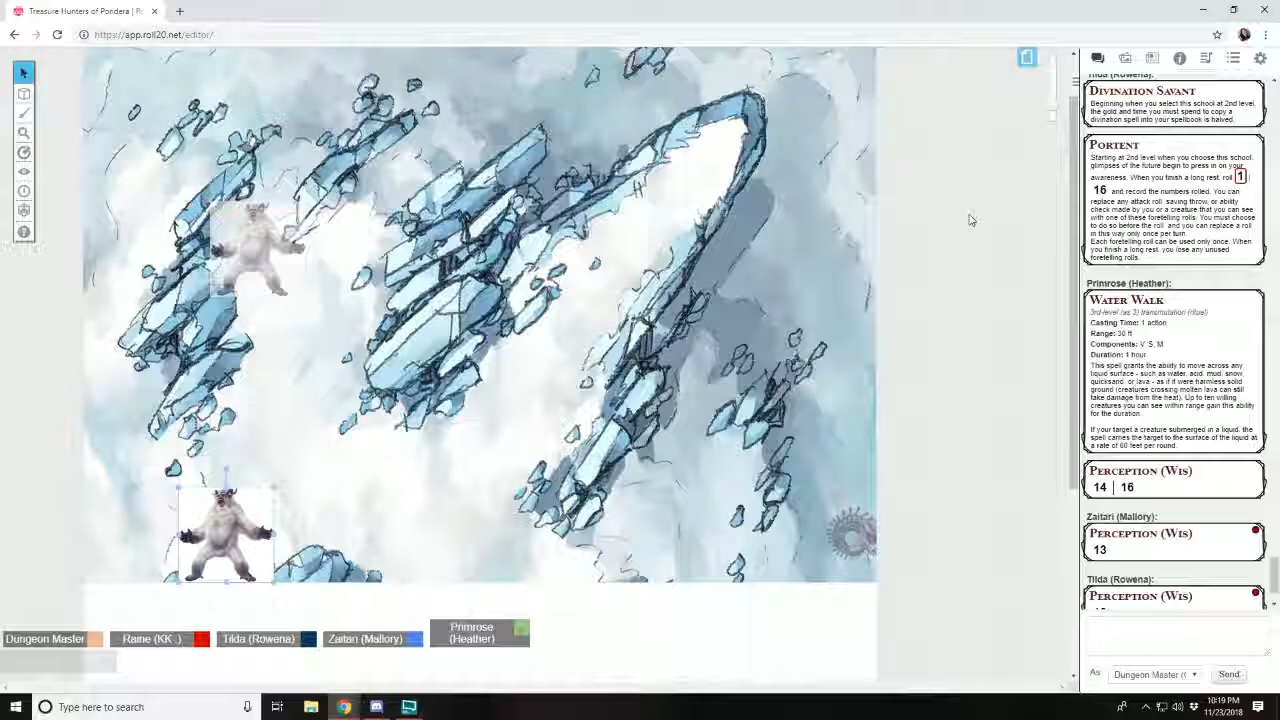 Treasure Hunters of Pondera | Ro
https://app.roll20.net/editor/
Tilda (Rowena):
Divination Savant
Beginning when you select this school at 2nd level,
the gold and time you must spend to copy a
divination spell into your spellbook is halved.
Portent
Starting at 2nd level when you choose this school,
glimpses of the future begin to press in on your
awareness. When you finish a long rest, roll 1 |
16 and record the numbers rolled. You can
replace any attack roll, saving throw, or ability
check made by you or a creature that you can see
with one of these foretelling rolls. You must choose
to do so before the roll, and you can replace a roll
in this way only once per turn.
Each foretelling roll can be used only once. When
you finish a long rest, you lose any unused
foretelling rolls.
Primrose (Heather):
Water Walk
3rd-level (as 3) transmutation (ritual)
Casting Time: 1 action
Range: 30 ft
Components: V, S, M
Duration: 1 hour
This spell grants the ability to move across any
liquid surface - such as water, acid, mud, snow,
quicksand, or lava - as if it were harmless solid
ground (creatures crossing molten lava can still
take damage from the heat). Up to ten willing
creatures you can see within range gain this ability
for the duration.
If your target a creature submerged in a liquid, the
spell carries the target to the surface of the liquid at
a rate of 60 feet per round.
Perception (Wis)
14 | 16
Zaitari (Mallory):
Perception (Wis)
13
Tilda (Rowena):
Perception (Wis)
Dungeon Master
Raine (KK .)
Tilda (Rowena)
Zaitari (Mallory)
Primrose
(Heather)
As
Dungeon Master (
Send
Type here to search
10:19 PM
11/23/2018